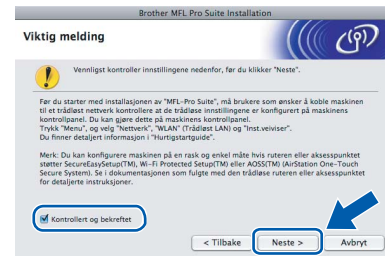 Brother MFL Pro Suite Installation
Viktig melding
Vennligst kontroller innstillingene nedenfor, før du klikker "Neste".
Før du starter med installasjonen av "MFL-Pro Suite", må brukere som ønsker å koble maskinen
til et trådløst nettverk kontrollere at de trådløse innstillingene er konfigurert på maskinens
kontrollpanel. Du kan gjøre dette på maskinens kontrollpanel.
Trykk "Menu", og velg "Nettverk", "WLAN" (Trådløst LAN) og "Inst.veiviser".
Du finner detaljert informasjon i "Hurtigstartguide".
Merk: Du kan konfigurere maskinen på en rask og enkel måte hvis ruteren eller aksesspunktet
støtter SecureEasySetup(TM), Wi-Fi Protected Setup(TM) eller AOSS(TM) (AirStation One-Touch
Secure System). Se i dokumentasjonen som fulgte med den trådløse ruteren eller aksesspunktet
for detaljerte instruksjoner.
Kontrollert og bekreftet
< Tilbake Neste > Avbryt